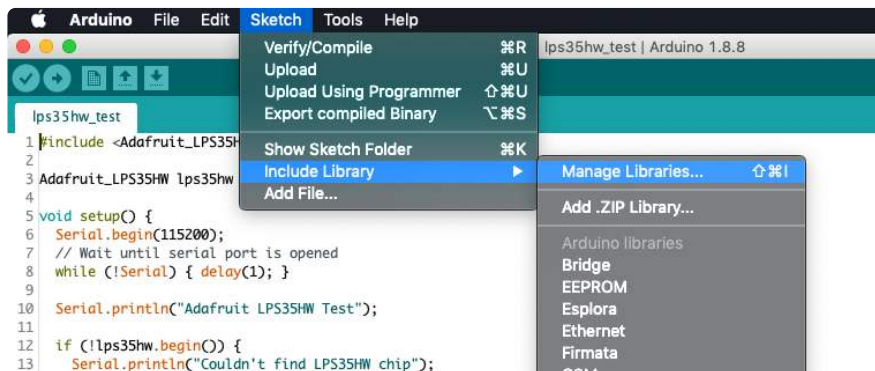 Arduino File Edit Sketch Tools Help
lps35hw_test | Arduino 1.8.8
Verify/Compile ⌘R
Upload ⌘U
Upload Using Programmer ⇧⌘U
Export compiled Binary ⌥⌘S
Show Sketch Folder ⌘K
Include Library ▶
Add File...
Manage Libraries... ⇧⌘I
Add .ZIP Library...
Arduino libraries
Bridge
EEPROM
Esplora
Ethernet
Firmata
lps35hw_test
1 #include <Adafruit_LPS35H
2
3 Adafruit_LPS35HW lps35hw
4
5 void setup() {
6 Serial.begin(115200);
7 // Wait until serial port is opened
8 while (!Serial) { delay(1); }
9
10 Serial.println("Adafruit LPS35HW Test");
11
12 if (!lps35hw.begin()) {
13 Serial.println("Couldn't find LPS35HW chip");